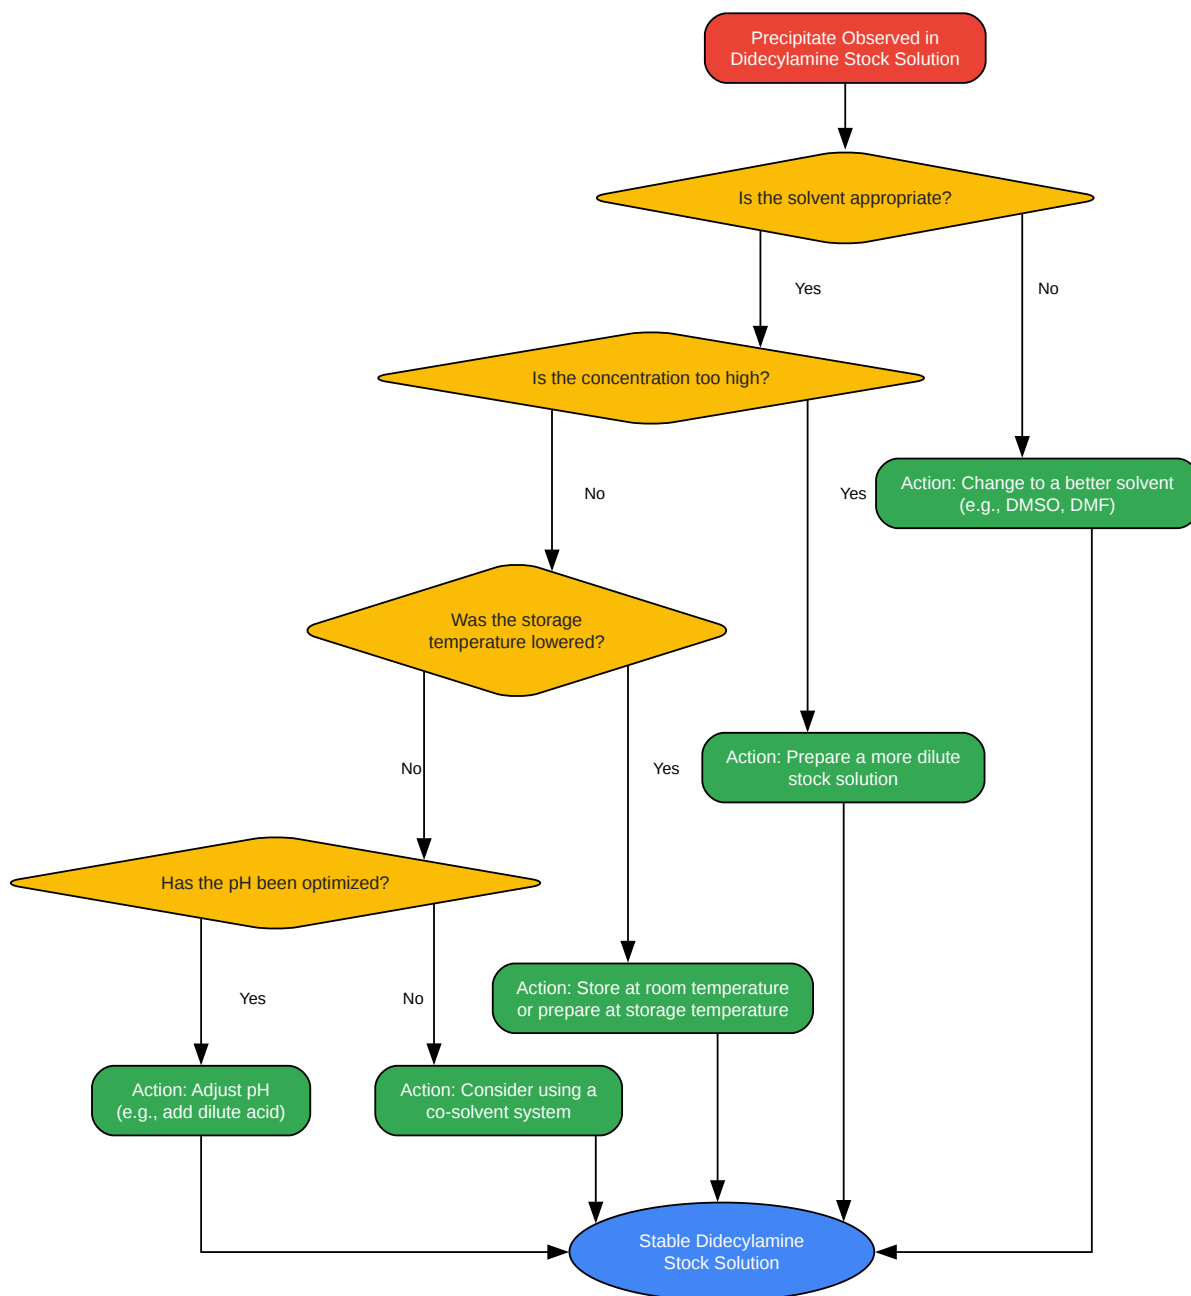 Precipitate Observed in
Didecylamine Stock Solution
Is the solvent appropriate?
Yes
No
Is the concentration too high?
No
Yes
Action: Change to a better solvent
(e.g., DMSO, DMF)
Was the storage
temperature lowered?
No
Yes
Action: Prepare a more dilute
stock solution
Has the pH been optimized?
Yes
No
Action: Store at room temperature
or prepare at storage temperature
Action: Adjust pH
(e.g., add dilute acid)
Action: Consider using a
co-solvent system
Stable Didecylamine
Stock Solution